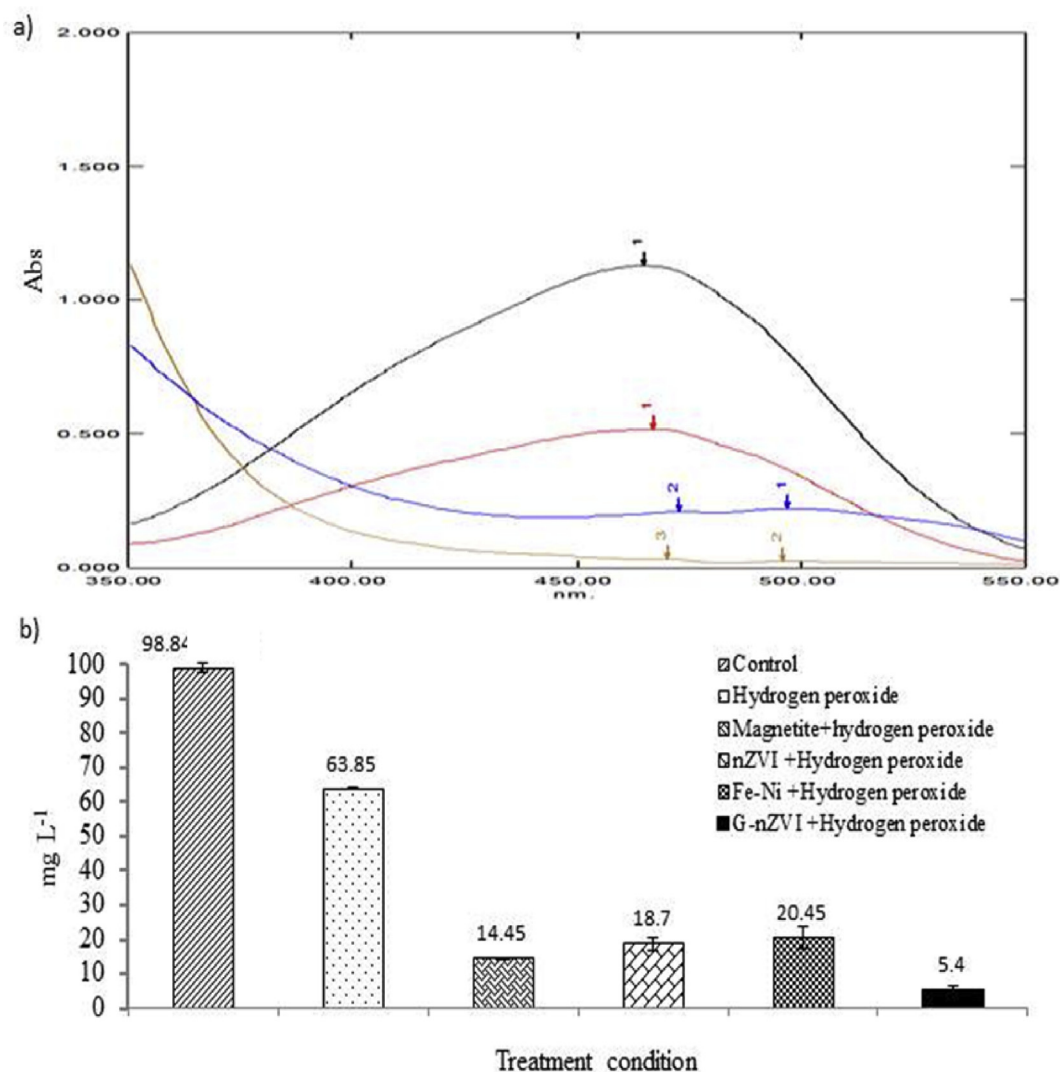 a)
2.000
1.500
1.000
0.500
0.000
Abs
1
1
2
1
3
2
350.00 400.00 450.00 500.00 550.00
nm.
b)
98.84
63.85
14.45
18.7
20.45
5.4
100
90
80
70
60
50
40
30
20
10
0
mg L⁻¹
Control
Hydrogen peroxide
Magnetite+hydrogen peroxide
nZVI +Hydrogen peroxide
Fe-Ni +Hydrogen peroxide
G-nZVI +Hydrogen peroxide
Treatment condition